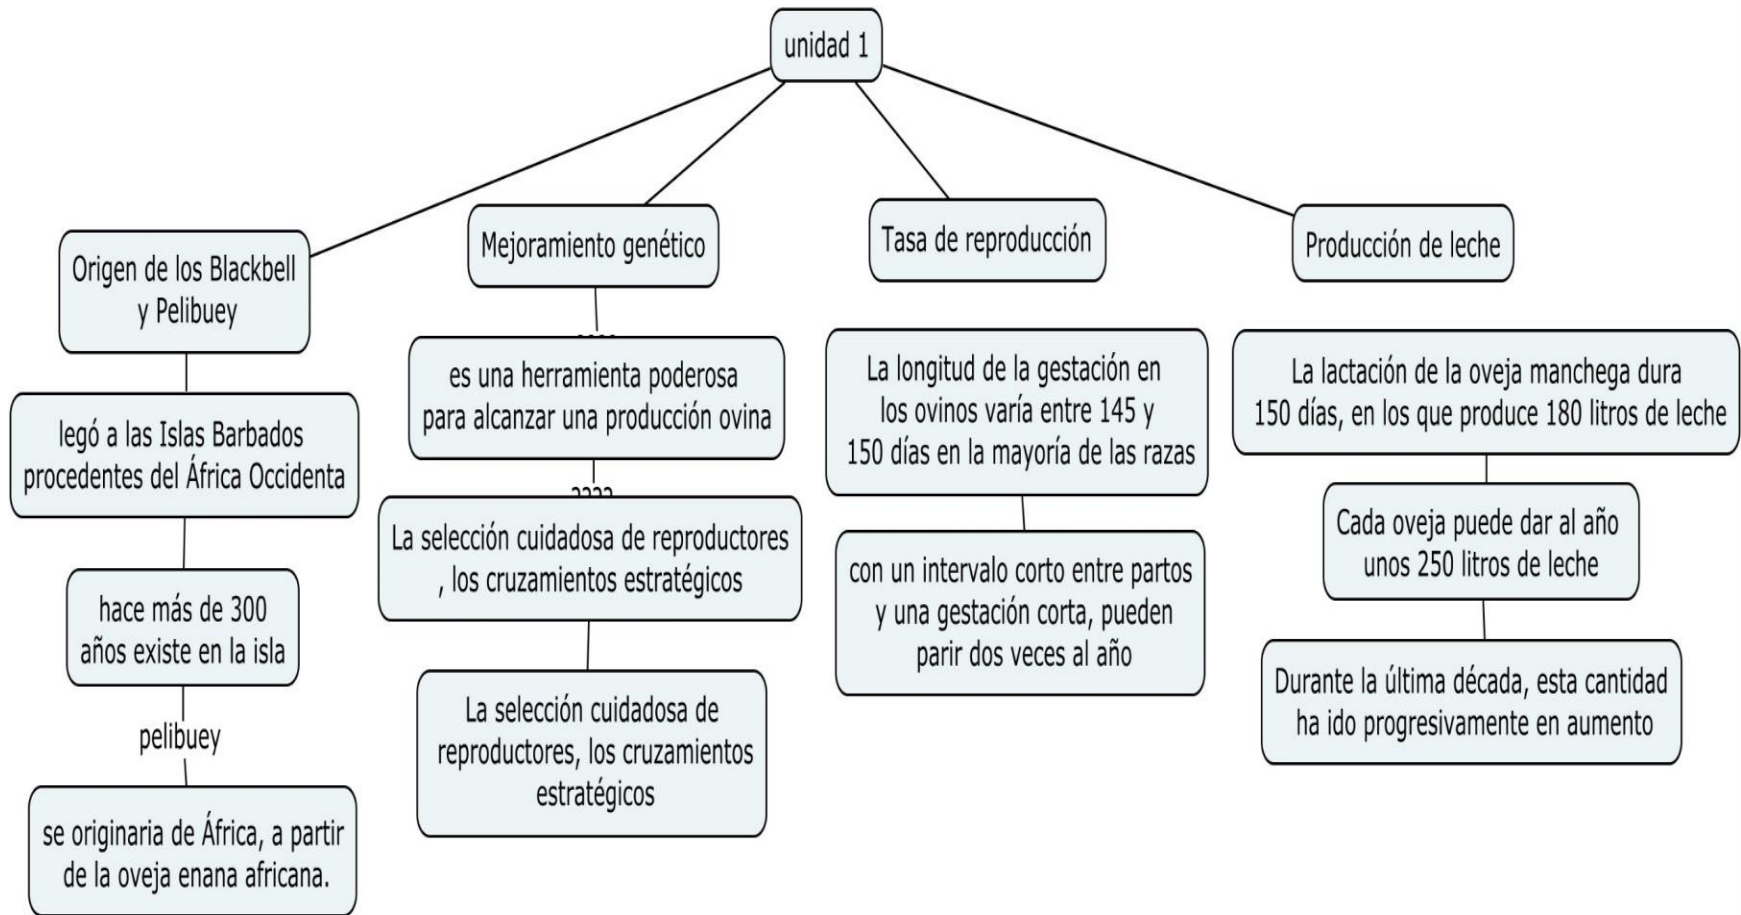 unidad 1
Origen de los Blackbell
y Pelibuey
legó a las Islas Barbados
procedentes del África Occidenta
hace más de 300
años existe en la isla
pelibuey
se originaria de África, a partir
de la oveja enana africana.
Mejoramiento genético
es una herramienta poderosa
para alcanzar una producción ovina
La selección cuidadosa de reproductores
, los cruzamientos estratégicos
La selección cuidadosa de
reproductores, los cruzamientos
estratégicos
Tasa de reproducción
La longitud de la gestación en
los ovinos varía entre 145 y
150 días en la mayoría de las razas
con un intervalo corto entre partos
y una gestación corta, pueden
parir dos veces al año
Producción de leche
La lactación de la oveja manchega dura
150 días, en los que produce 180 litros de leche
Cada oveja puede dar al año
unos 250 litros de leche
Durante la última década, esta cantidad
ha ido progresivamente en aumento